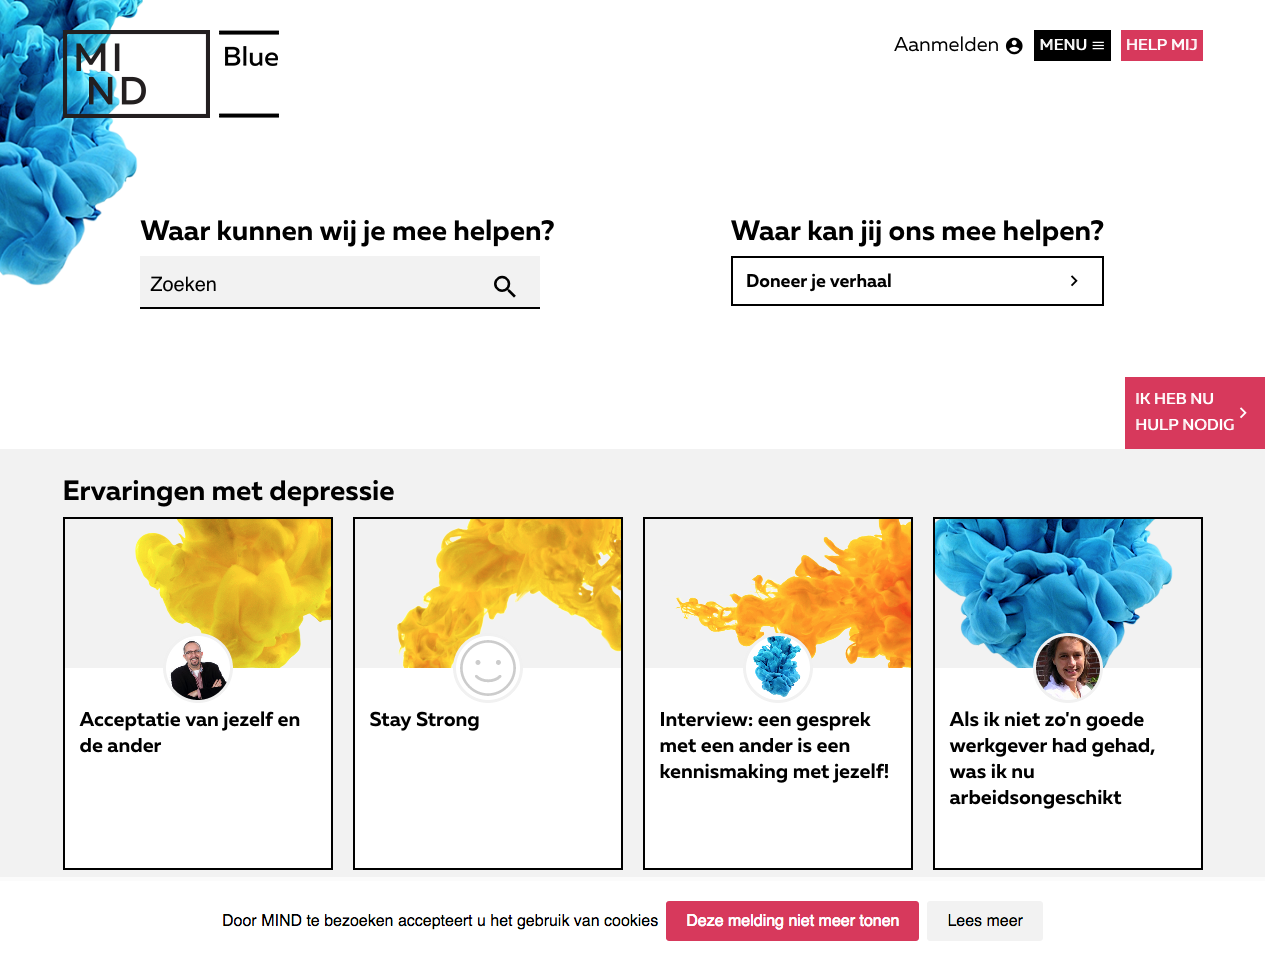 MI
ND
Blue
Aanmelden
MENU
HELP MIJ
Waar kunnen wij je mee helpen?
Zoeken
Waar kan jij ons mee helpen?
Doneer je verhaal
IK HEB NU
HULP NODIG
Ervaringen met depressie
Acceptatie van jezelf en
de ander
Stay Strong
Interview: een gesprek
met een ander is een
kennismaking met jezelf!
Als ik niet zo'n goede
werkgever had gehad,
was ik nu
arbeidsongeschikt
Door MIND te bezoeken accepteert u het gebruik van cookies
Deze melding niet meer tonen
Lees meer